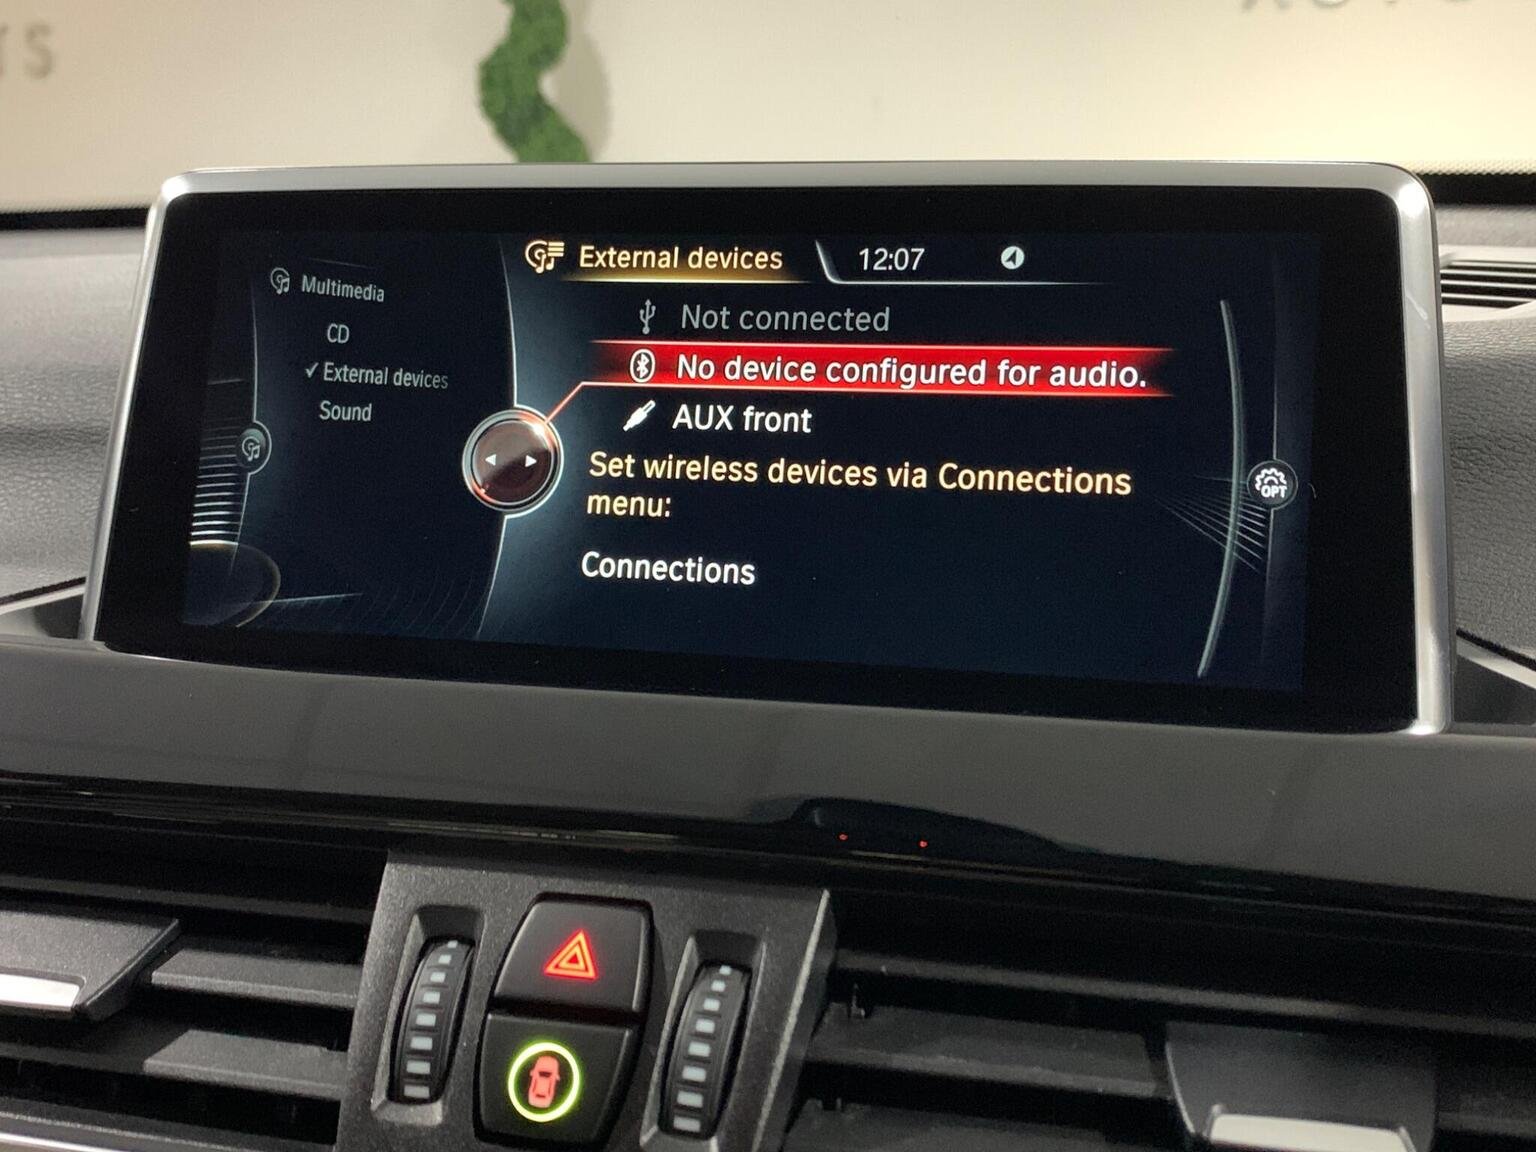 External devices
12:07
Multimedia
CD
✓ External devices
Sound
Not connected
No device configured for audio.
AUX front
Set wireless devices via Connections
menu:
Connections
OPT